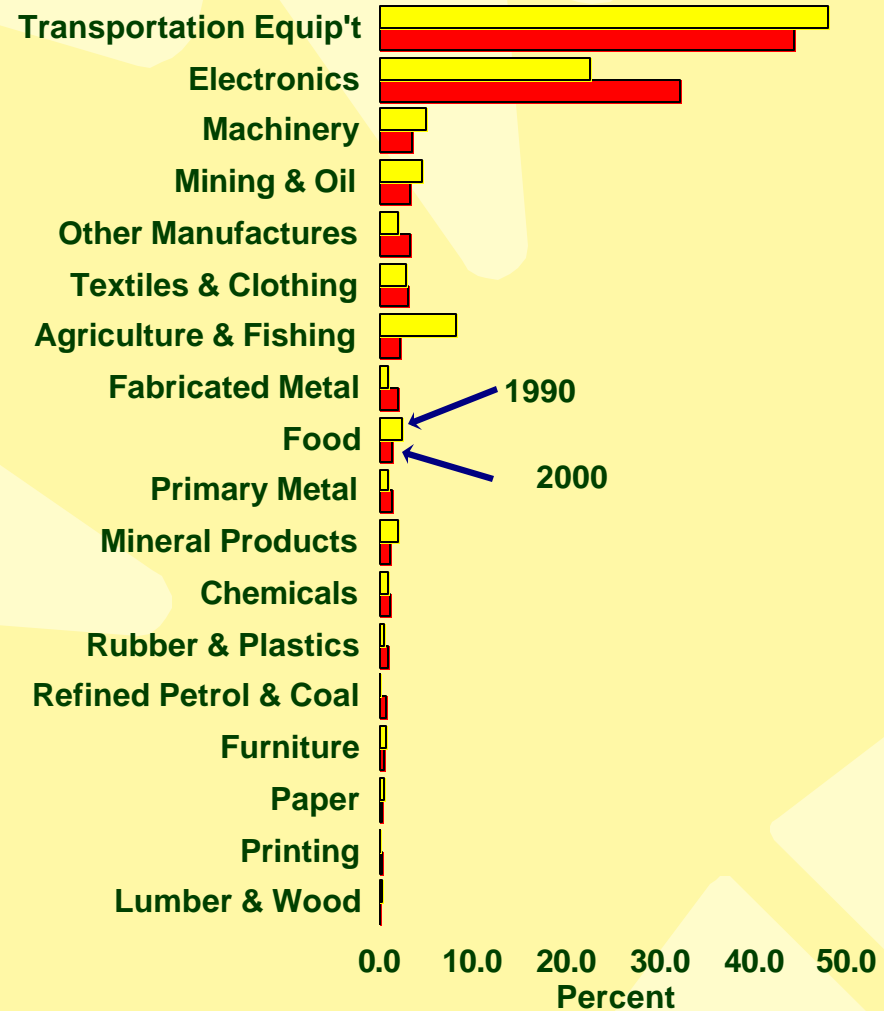 Transportation Equip't
Electronics
Machinery
Mining & Oil
Other Manufactures
Textiles & Clothing
Agriculture & Fishing
Fabricated Metal
1990
Food
2000
Primary Metal
Mineral Products
Chemicals
Rubber & Plastics
Refined Petrol & Coal
Furniture
Paper
Printing
Lumber & Wood
0.0 10.0 20.0 30.0 40.0 50.0
Percent